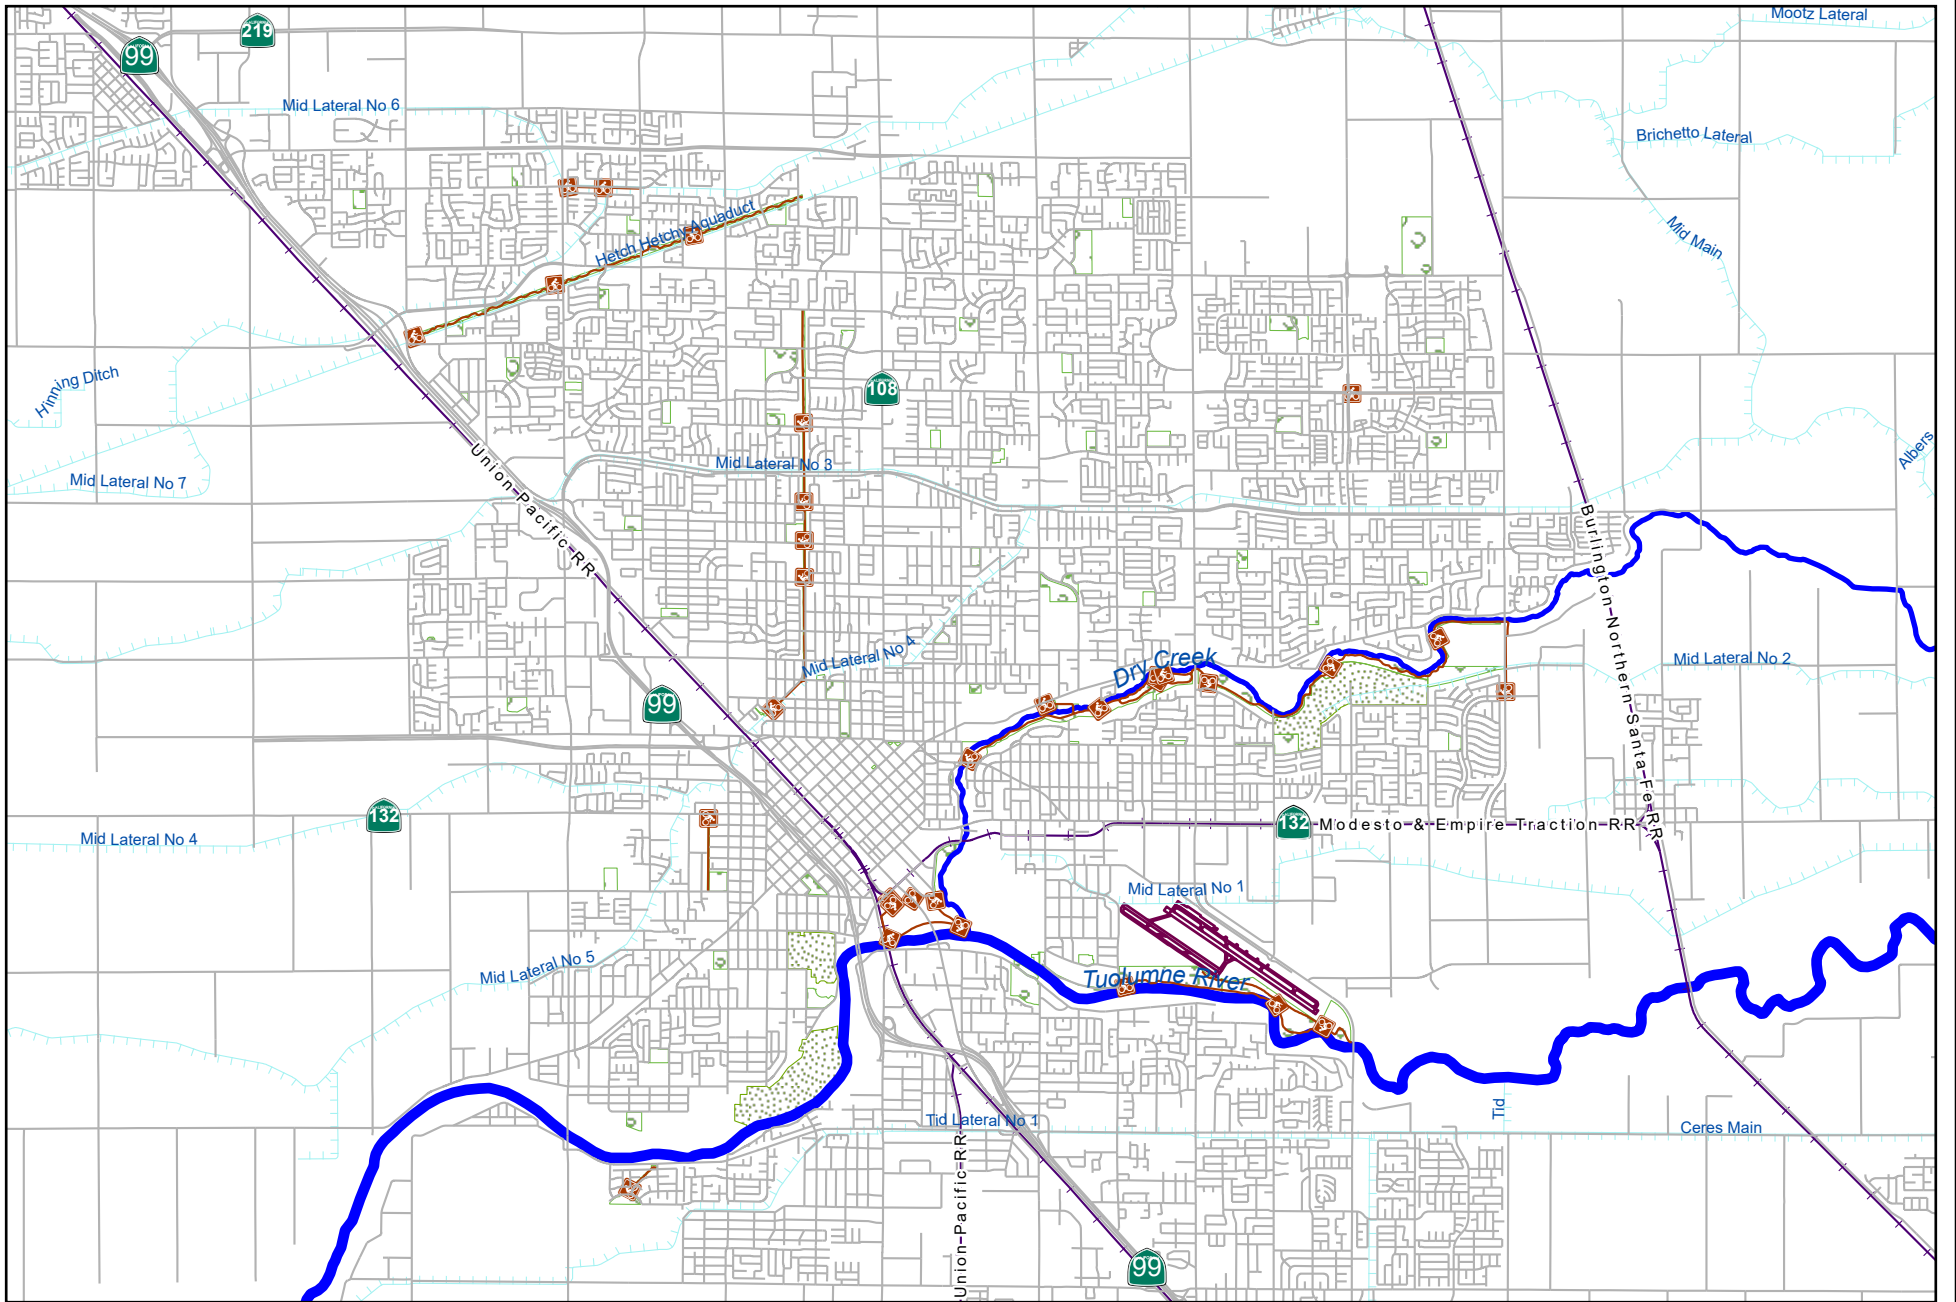 Mootz Lateral
219
99
Mid Lateral No 6
Brichetto Lateral
Hetch Hetchy Aquaduct
Mid Main
Hinning Ditch
108
Albers
Union Pacific RR
Mid Lateral No 3
Mid Lateral No 7
Burlington Northern Santa Fe RR
Mid Lateral No 4
Dry Creek
Mid Lateral No 2
99
132
132
Modesto & Empire Traction RR
Mid Lateral No 4
Mid Lateral No 1
Mid Lateral No 5
Tuolumne River
Tid Lateral No 1
Tid
Ceres Main
Union Pacific RR
99